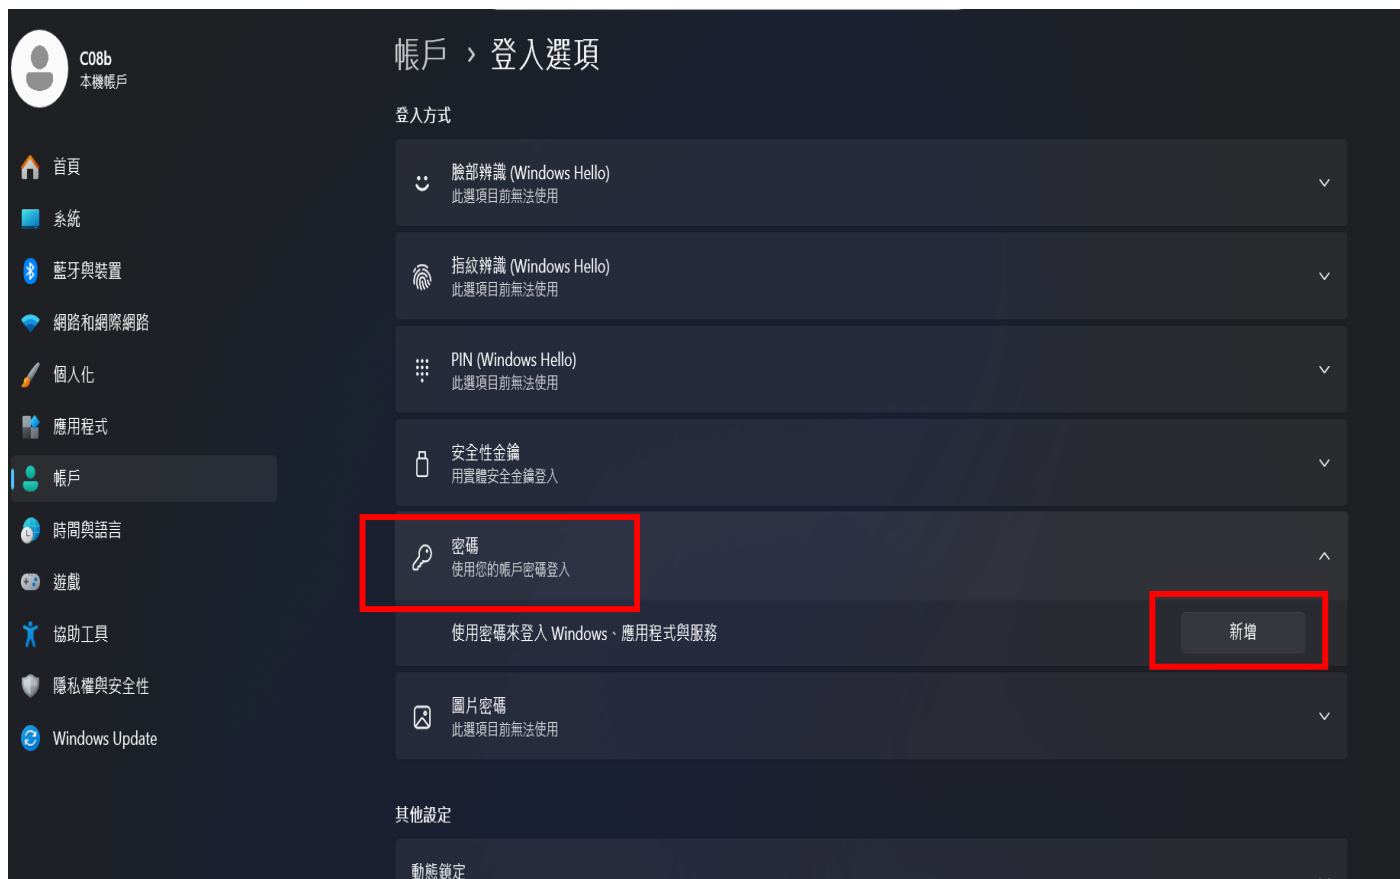 C08b
本機帳戶
首頁
系統
藍牙與裝置
網路和網際網路
個人化
應用程式
帳戶
時間與語言
遊戲
協助工具
隱私權與安全性
Windows Update
帳戶 › 登入選項
登入方式
臉部辨識 (Windows Hello)
此選項目前無法使用
指紋辨識 (Windows Hello)
此選項目前無法使用
PIN (Windows Hello)
此選項目前無法使用
安全性金鑰
用實體安全金鑰登入
密碼
使用您的帳戶密碼登入
使用密碼來登入 Windows、應用程式與服務
新增
圖片密碼
此選項目前無法使用
其他設定
動態鎖定